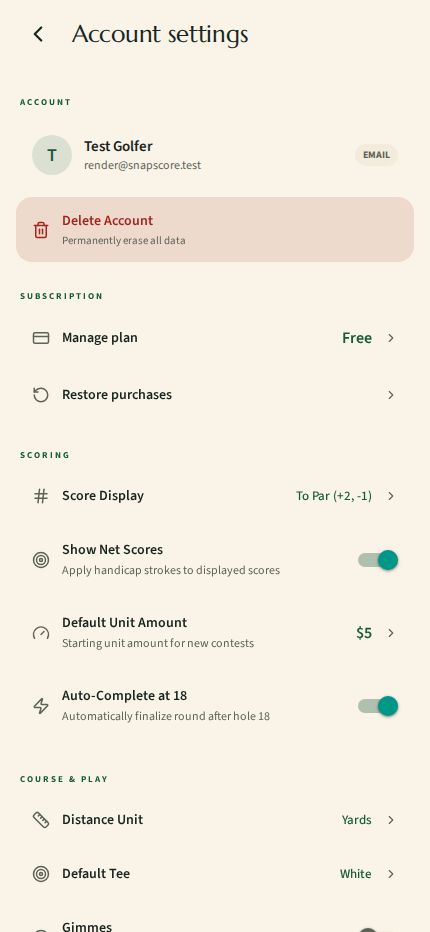 Account settings
ACCOUNT
T
Test Golfer
render@snapscore.test
EMAIL
Delete Account
Permanently erase all data
SUBSCRIPTION
Manage plan
Free
Restore purchases
SCORING
Score Display
To Par (+2, -1)
Show Net Scores
Apply handicap strokes to displayed scores
Default Unit Amount
Starting unit amount for new contests
$5
Auto-Complete at 18
Automatically finalize round after hole 18
COURSE & PLAY
Distance Unit
Yards
Default Tee
White
Gimmes